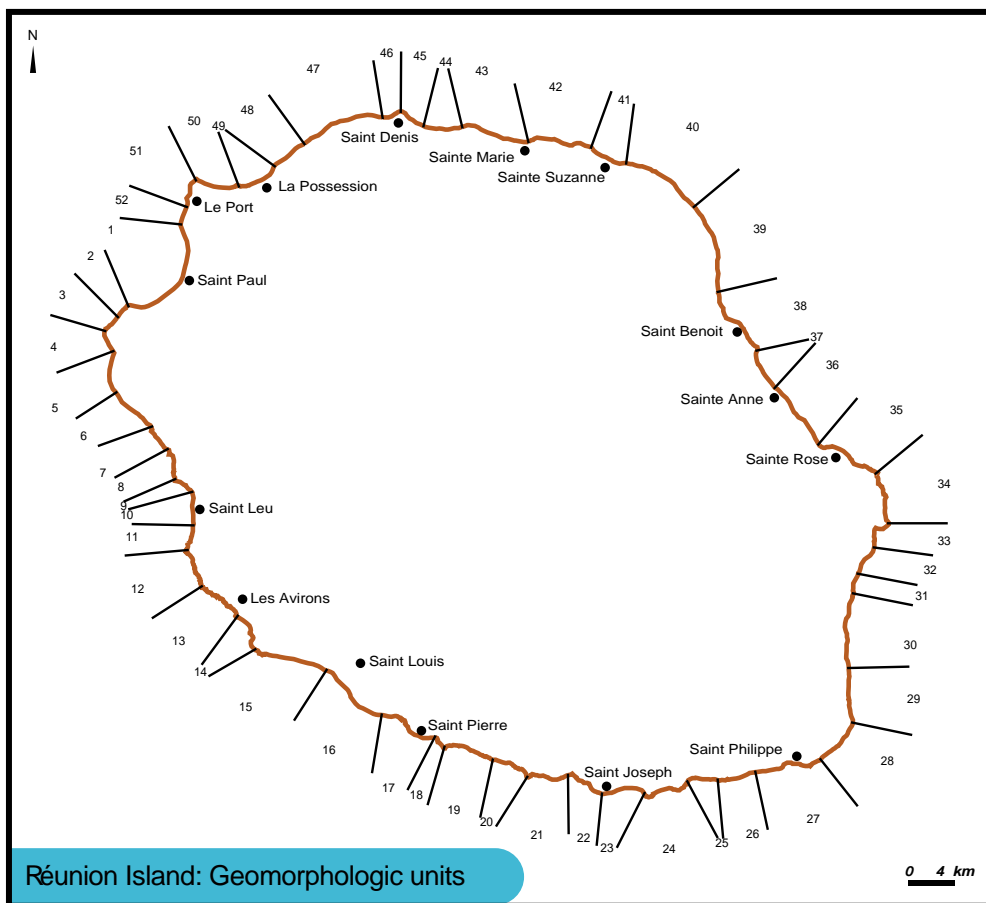 N
47
46
45
44
43
42
41
40
48
49
50
51
52
1
2
3
4
5
6
7
8
9
10
11
12
13
14
15
16
17
18
19
20
21
22
23
24
25
26
27
28
29
30
31
32
33
34
35
36
37
38
39
Saint Denis
Sainte Marie
Sainte Suzanne
La Possession
Le Port
Saint Paul
Saint Benoit
Sainte Anne
Sainte Rose
Saint Leu
Les Avirons
Saint Louis
Saint Pierre
Saint Joseph
Saint Philippe
Réunion Island: Geomorphologic units
0 4 km